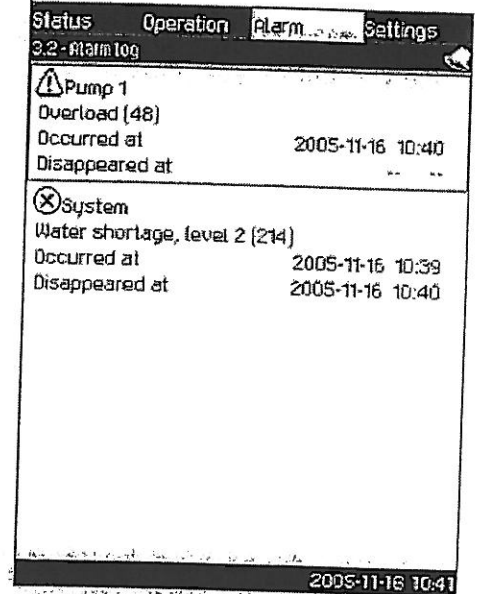 Status Operation Alarm Settings
3.2 - Alarm log
Pump 1
Overload (48)
Occurred at 2005-11-16 10:40
Disappeared at -- --
System
Water shortage, level 2 (214)
Occurred at 2005-11-16 10:39
Disappeared at 2005-11-16 10:40
2005-11-16 10:41